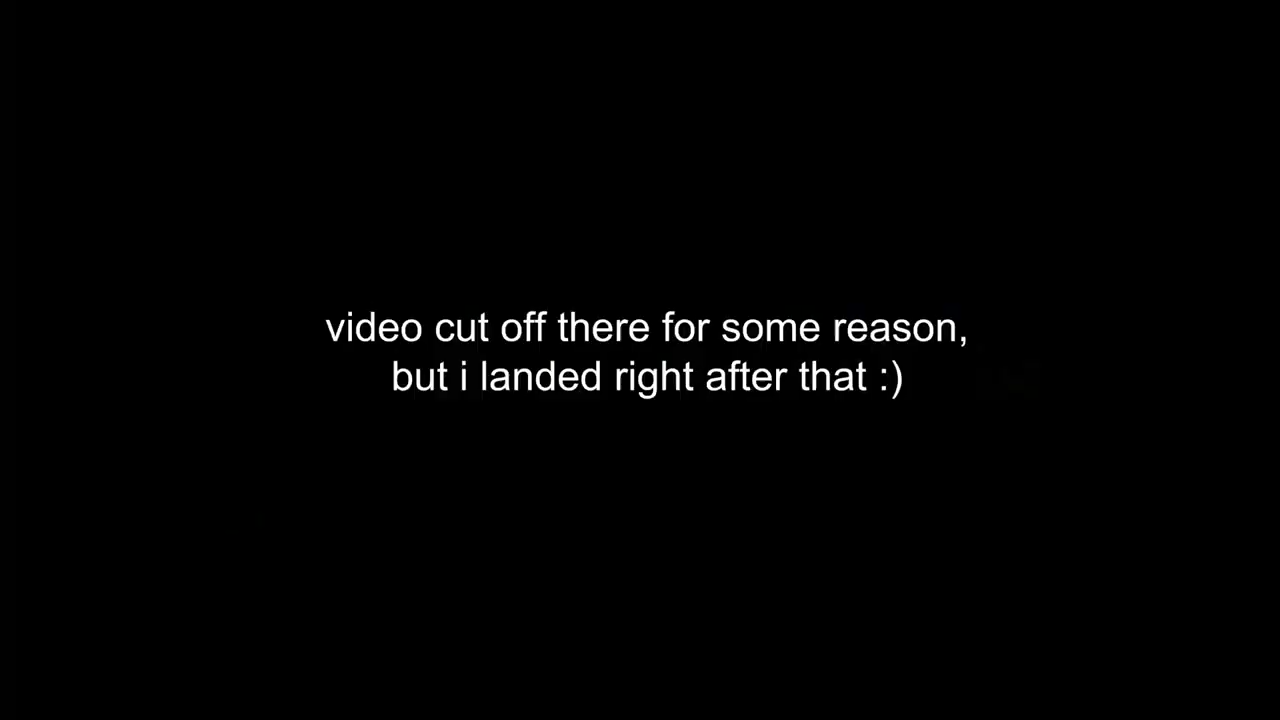 video cut off there for some reason,
but i landed right after that :)